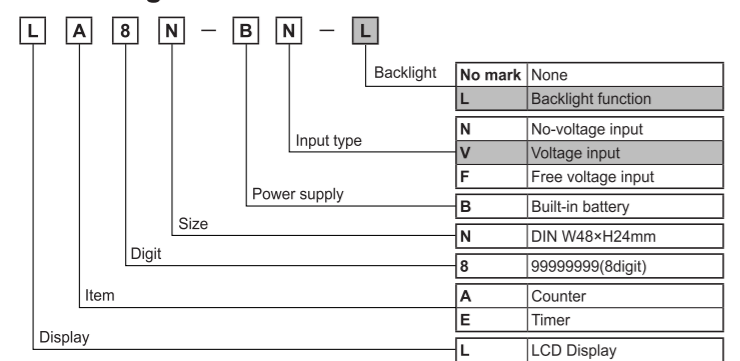 L A 8 N - B N - L
Backlight No mark None
L Backlight function
N No-voltage input
Input type V Voltage input
F Free voltage input
Power supply B Built-in battery
Size N DIN W48×H24mm
Digit 8 99999999(8digit)
Item A Counter
E Timer
Display L LCD Display